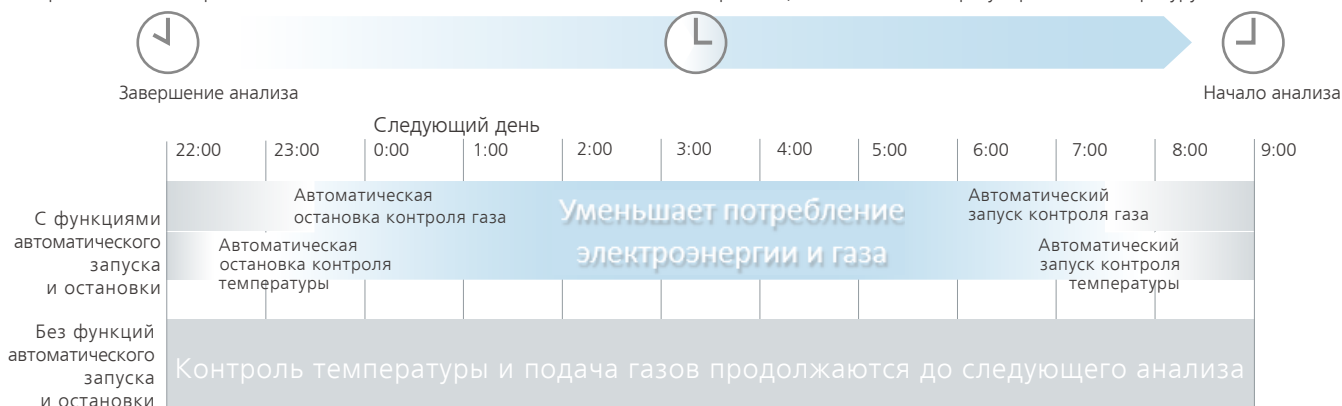 Завершение анализа
Начало анализа
Следующий день
22:00 23:00 0:00 1:00 2:00 3:00 4:00 5:00 6:00 7:00 8:00 9:00
С функциями
автоматического
запуска
и остановки
Автоматическая
остановка контроля газа
Автоматическая
остановка контроля
температуры
Уменьшает потребление
электроэнергии и газа
Автоматический
запуск контроля газа
Автоматический
запуск контроля
температуры
Без функций
автоматического
запуска
и остановки
Контроль температуры и подача газов продолжаются до следующего анализа